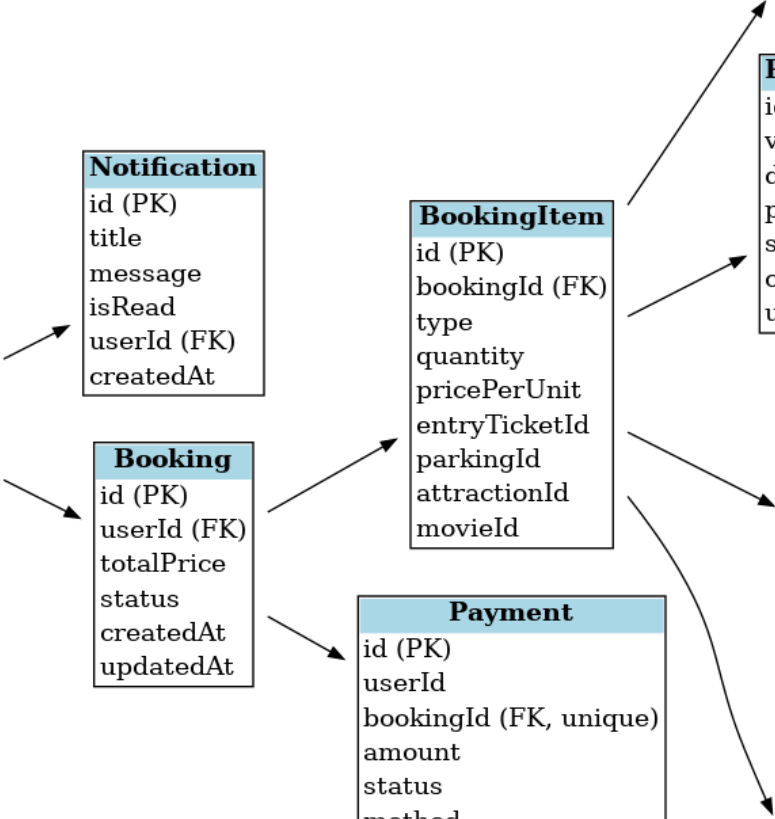 Notification
id (PK)
title
message
isRead
userId (FK)
createdAt
Booking
id (PK)
userId (FK)
totalPrice
status
createdAt
updatedAt
BookingItem
id (PK)
bookingId (FK)
type
quantity
pricePerUnit
entryTicketId
parkingId
attractionId
movieId
Payment
id (PK)
userId
bookingId (FK, unique)
amount
status
method